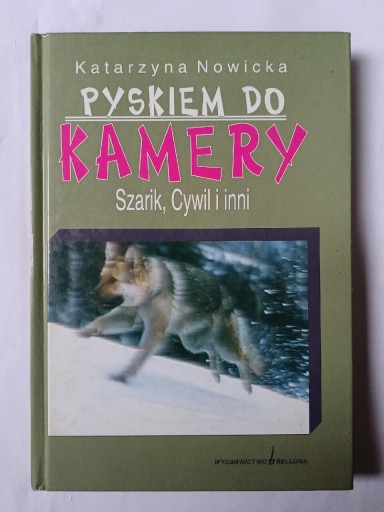 Katarzyna Nowicka
PYSKIEM DO
KAMERY
Szarik, Cywil i inni
WYDAWNICTWO BELLONA